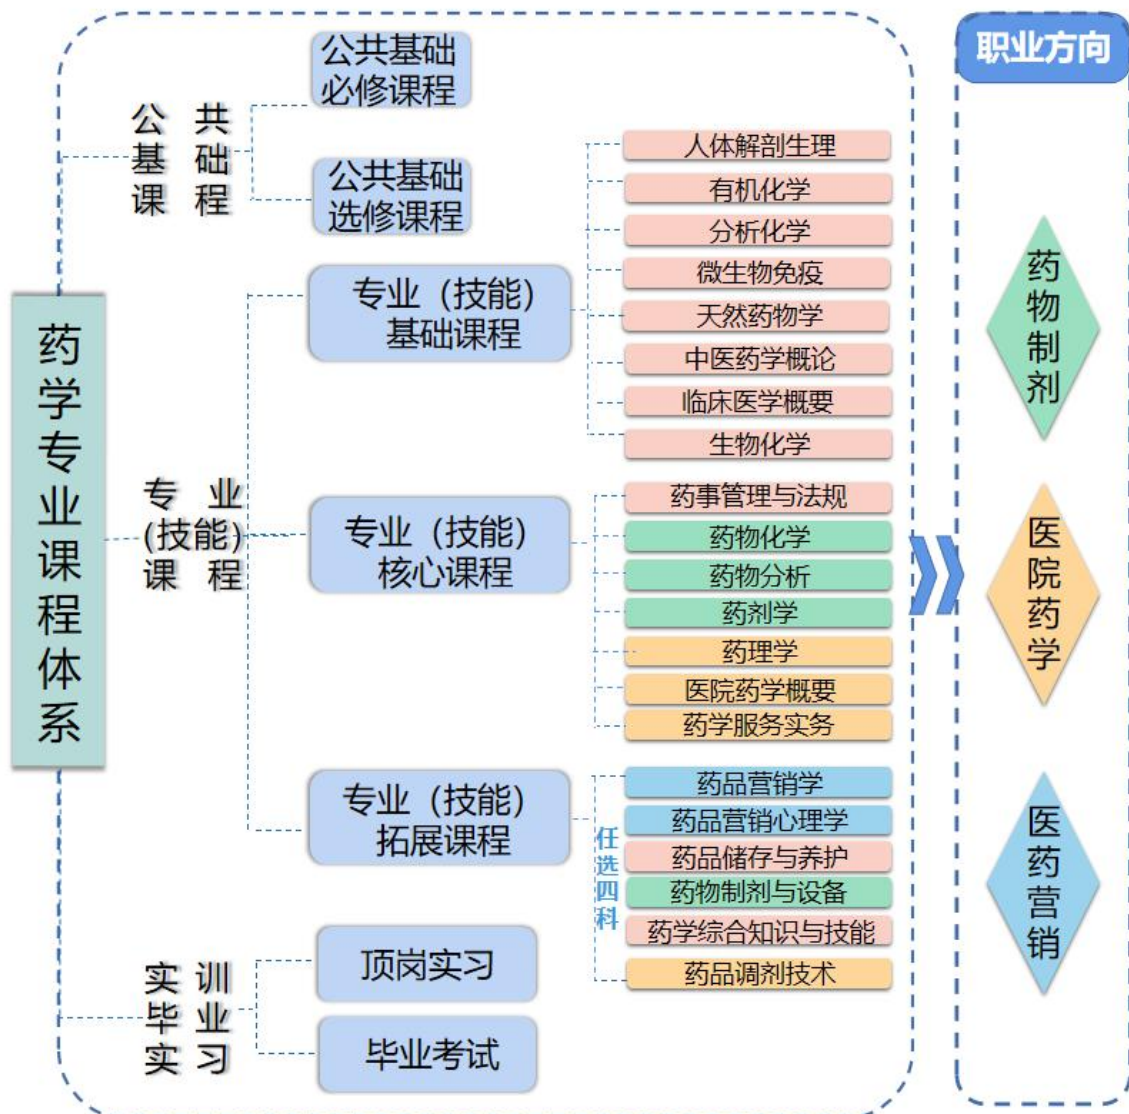 药学专业课程体系
公共
基础
课程
公共基础
必修课程
公共基础
选修课程
专业
(技能)
课程
专业（技能）
基础课程
人体解剖生理
有机化学
分析化学
微生物免疫
天然药物学
中医药学概论
临床医学概要
生物化学
专业（技能）
核心课程
药事管理与法规
药物化学
药物分析
药剂学
药理学
医院药学概要
药学服务实务
专业（技能）
拓展课程
任选四科
药品营销学
药品营销心理学
药品储存与养护
药物制剂与设备
药学综合知识与技能
药品调剂技术
实训
毕业
实习
顶岗实习
毕业考试
职业方向
药物制剂
医院药学
医药营销